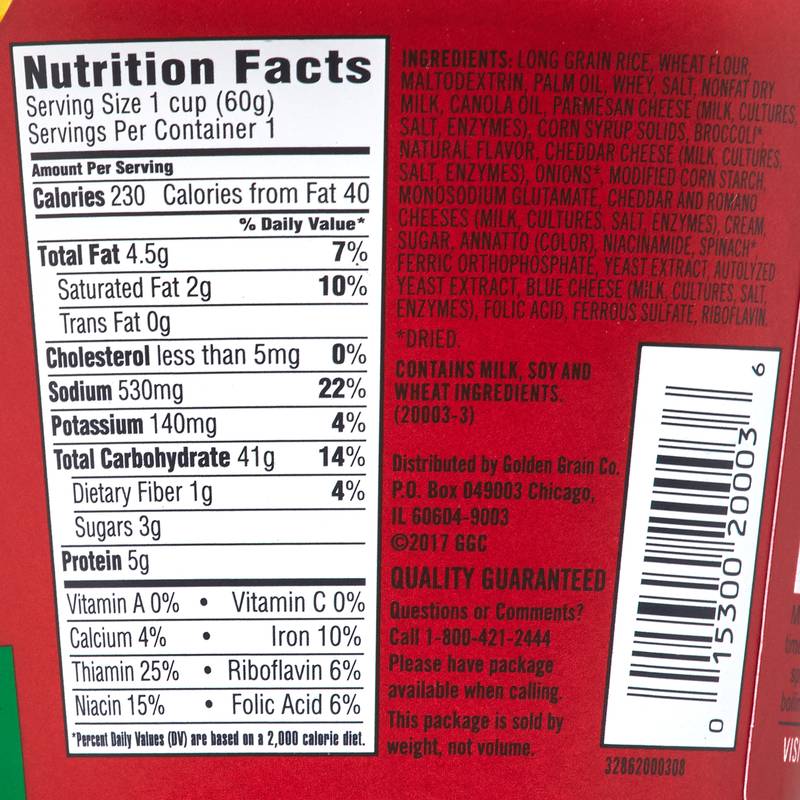 Nutrition Facts
Serving Size 1 cup (60g)
Servings Per Container 1
Amount Per Serving
Calories 230 Calories from Fat 40
% Daily Value*
Total Fat 4.5g 7%
Saturated Fat 2g 10%
Trans Fat 0g
Cholesterol less than 5mg 0%
Sodium 530mg 22%
Potassium 140mg 4%
Total Carbohydrate 41g 14%
Dietary Fiber 1g 4%
Sugars 3g
Protein 5g
Vitamin A 0% • Vitamin C 0%
Calcium 4% • Iron 10%
Thiamin 25% • Riboflavin 6%
Niacin 15% • Folic Acid 6%
*Percent Daily Values (DV) are based on a 2,000 calorie diet.
INGREDIENTS: LONG GRAIN RICE, WHEAT FLOUR,
MALTODEXTRIN, PALM OIL, WHEY, SALT, NONFAT DRY
MILK, CANOLA OIL, PARMESAN CHEESE (MILK, CULTURES,
SALT, ENZYMES), CORN SYRUP SOLIDS, BROCCOLI*,
NATURAL FLAVOR, CHEDDAR CHEESE (MILK, CULTURES,
SALT, ENZYMES), ONIONS*, MODIFIED CORN STARCH,
MONOSODIUM GLUTAMATE, CHEDDAR AND ROMANO
CHEESES (MILK, CULTURES, SALT, ENZYMES), CREAM,
SUGAR, ANNATTO (COLOR), NIACINAMIDE, SPINACH*,
FERRIC ORTHOPHOSPHATE, YEAST EXTRACT, AUTOLYZED
YEAST EXTRACT, BLUE CHEESE (MILK, CULTURES, SALT,
ENZYMES), FOLIC ACID, FERROUS SULFATE, RIBOFLAVIN.
*DRIED.
CONTAINS MILK, SOY AND
WHEAT INGREDIENTS.
(20003-3)
Distributed by Golden Grain Co.
P.O. Box 049003 Chicago,
IL 60604-9003
©2017 GGC
QUALITY GUARANTEED
Questions or Comments?
Call 1-800-421-2444
Please have package
available when calling.
This package is sold by
weight, not volume.
0 15300 20003 6
32862000308